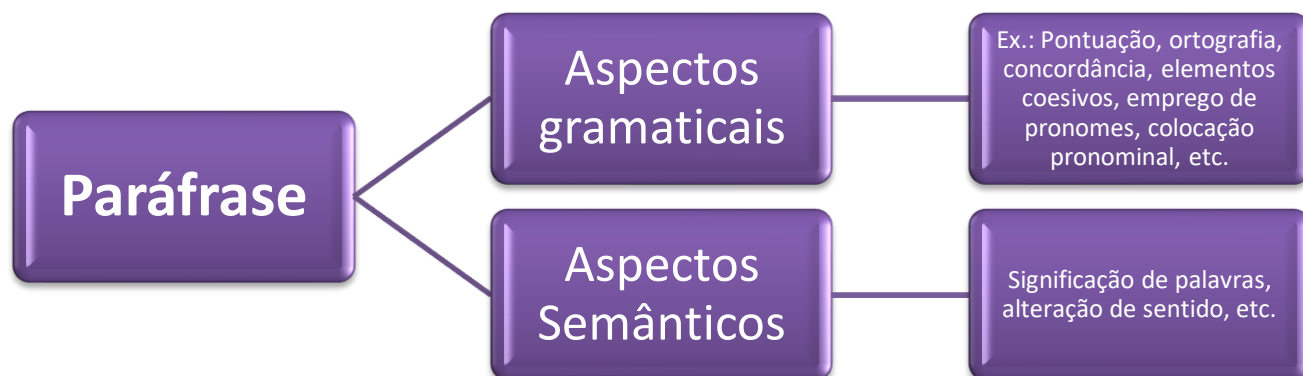 Paráfrase
Aspectos
gramaticais
Ex.: Pontuação, ortografia,
concordância, elementos
coesivos, emprego de
pronomes, colocação
pronominal, etc.
Aspectos
Semânticos
Significação de palavras,
alteração de sentido, etc.